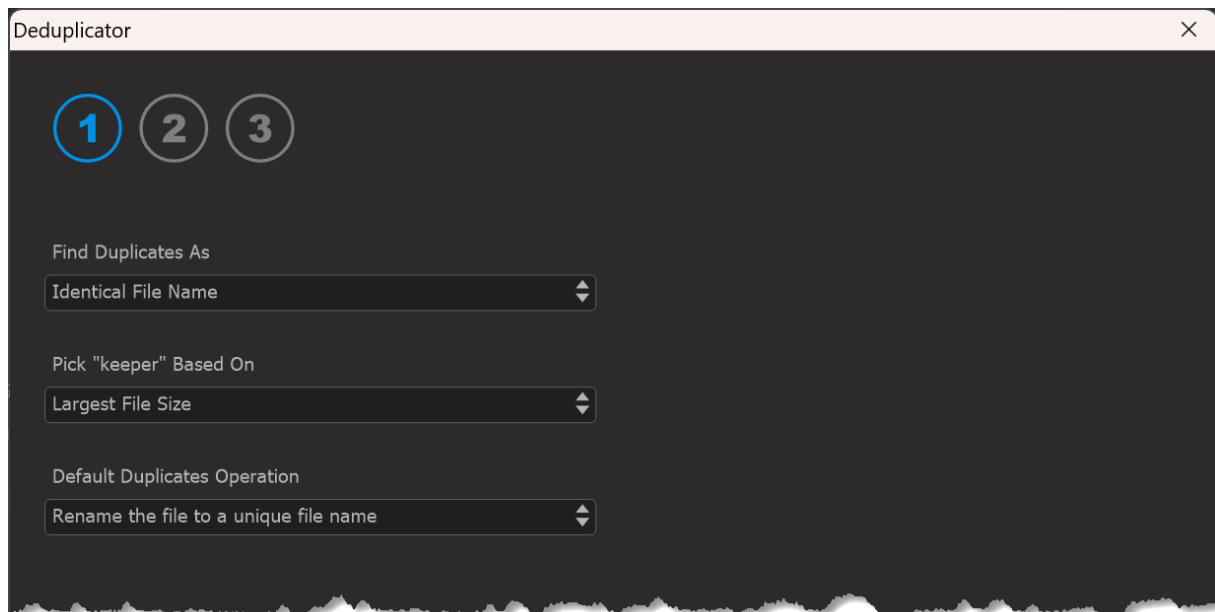 Deduplicator
1 2 3
Find Duplicates As
Identical File Name
Pick "keeper" Based On
Largest File Size
Default Duplicates Operation
Rename the file to a unique file name